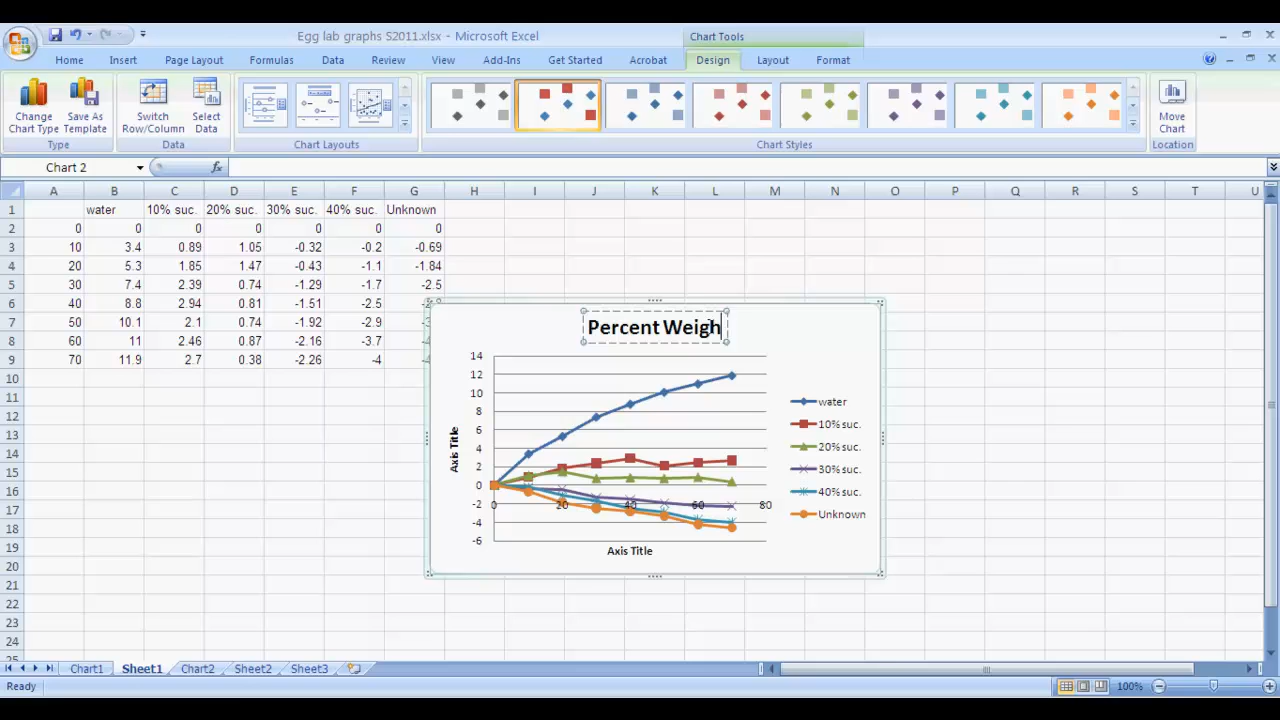 Egg lab graphs S2011.xlsx - Microsoft Excel
Chart Tools
Home Insert Page Layout Formulas Data Review View Add-Ins Get Started Acrobat Design Layout Format
Change Chart Type
Save As Template
Switch Row/Column
Select Data
Move Chart
Type Data Chart Layouts Chart Styles Location
Chart 2 fx
A B C D E F G H I J K L M N O P Q R S T U
1 water 10% suc. 20% suc. 30% suc. 40% suc. Unknown
2 0 0 0 0 0 0 0
3 10 3.4 0.89 1.05 -0.32 -0.2 -0.69
4 20 5.3 1.85 1.47 -0.43 -1.1 -1.84
5 30 7.4 2.39 0.74 -1.29 -1.7 -2.5
6 40 8.8 2.94 0.81 -1.51 -2.5
7 50 10.1 2.1 0.74 -1.92 -2.9
8 60 11 2.46 0.87 -2.16 -3.7
9 70 11.9 2.7 0.38 -2.26 -4
10
11
12
13
14
15
16
17
18
19
20
21
22
23
24
Percent Weigh
14
12
10
8
6
4
2
0
-2
-4
-6
0 20 40 60 80
Axis Title
Axis Title
water
10% suc.
20% suc.
30% suc.
40% suc.
Unknown
Chart1 Sheet1 Chart2 Sheet2 Sheet3
Ready 100%